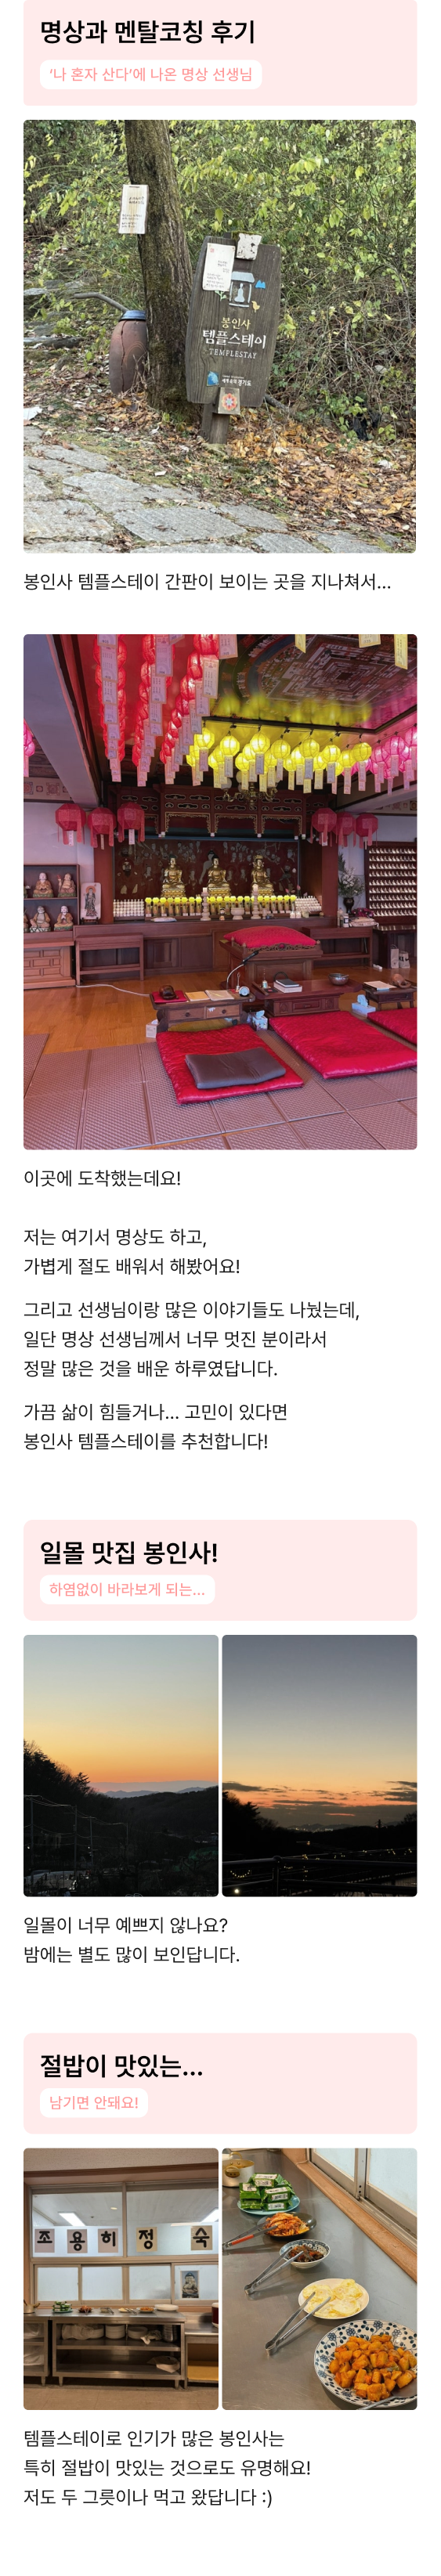 명상과 멘탈코칭 후기
'나 혼자 산다'에 나온 명상 선생님
봉인사
템플스테이
TEMPLESTAY
봉인사 템플스테이 간판이 보이는 곳을 지나쳐서...
이곳에 도착했는데요!
저는 여기서 명상도 하고,
가볍게 절도 배워서 해봤어요!
그리고 선생님이랑 많은 이야기들도 나눴는데,
일단 명상 선생님께서 너무 멋진 분이라서
정말 많은 것을 배운 하루였답니다.
가끔 삶이 힘들거나... 고민이 있다면
봉인사 템플스테이를 추천합니다!
일몰 맛집 봉인사!
하염없이 바라보게 되는...
일몰이 너무 예쁘지 않나요?
밤에는 별도 많이 보인답니다.
절밥이 맛있는...
남기면 안돼요!
조용히 정숙
템플스테이로 인기가 많은 봉인사는
특히 절밥이 맛있는 것으로도 유명해요!
저도 두 그릇이나 먹고 왔답니다 :)